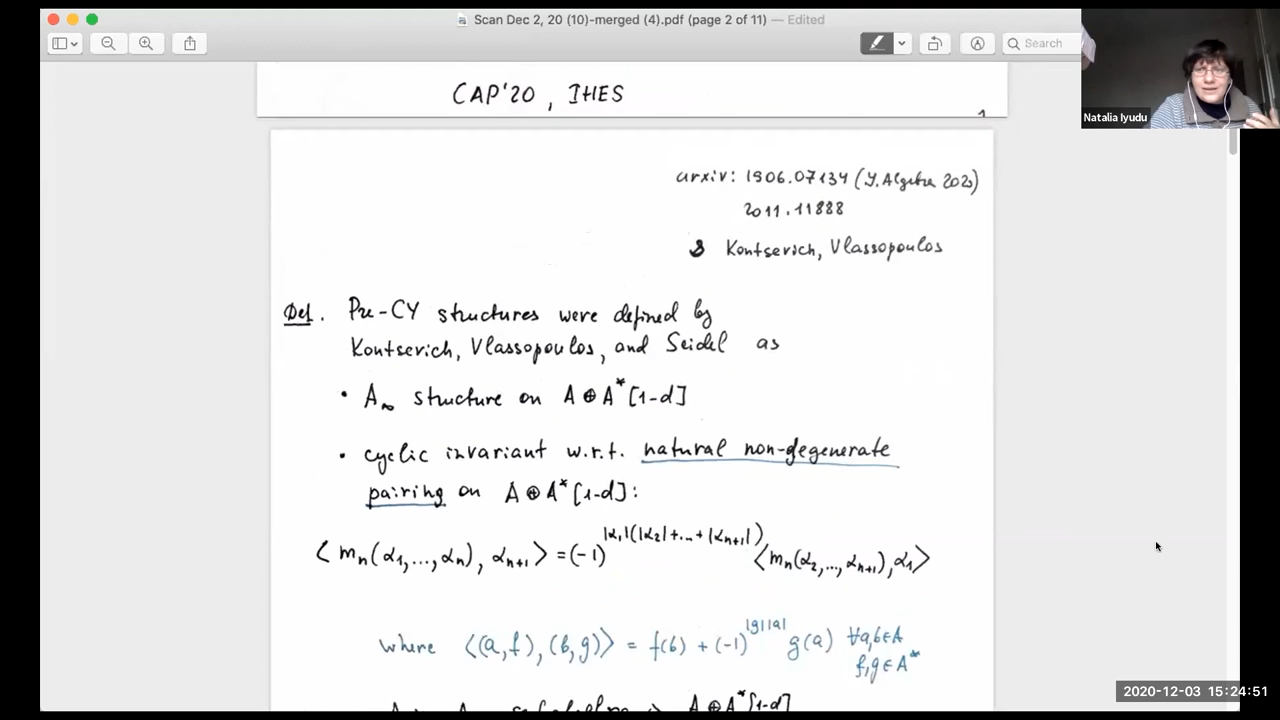 Scan Dec 2, 20 (10)-merged (4).pdf (page 2 of 11) — Edited
Search
Natalia Iyudu
CAP'20, IHES
1
arxiv: 1906.07134 (J. Algebra 2020)
2011.11888
& Kontsevich, Vlassopoulos
Def. Pre-CY structures were defined by
Kontsevich, Vlassopoulos, and Seidel as
• A∞ structure on A ⊕ A*[1-d]
• cyclic invariant w.r.t. natural non-degenerate
pairing on A ⊕ A*[1-d]:
⟨mₙ(α₁,...,αₙ), αₙ₊₁⟩ = (-1)^{|α₁|(|α₂|+...+|αₙ₊₁|)} ⟨mₙ(α₂,...,αₙ₊₁), α₁⟩
where ⟨(a,f), (b,g)⟩ = f(b) + (-1)^{|g||a|} g(a) ∀a,b∈A
f,g∈A*
A ⊕ A*[1-d]
2020-12-03 15:24:51